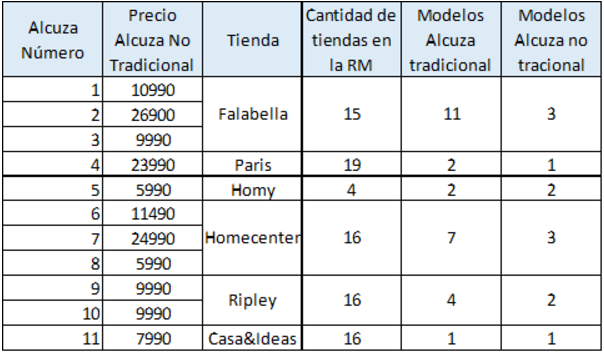 Alcuza Número | Precio Alcuza No Tradicional | Tienda | Cantidad de tiendas en la RM | Modelos Alcuza tradicional | Modelos Alcuza no tracional
1 | 10990 | Falabella | 15 | 11 | 3
2 | 26900
3 | 9990
4 | 23990 | Paris | 19 | 2 | 1
5 | 5990 | Homy | 4 | 2 | 2
6 | 11490 | Homecenter | 16 | 7 | 3
7 | 24990
8 | 5990
9 | 9990 | Ripley | 16 | 4 | 2
10 | 9990
11 | 7990 | Casa&Ideas | 16 | 1 | 1